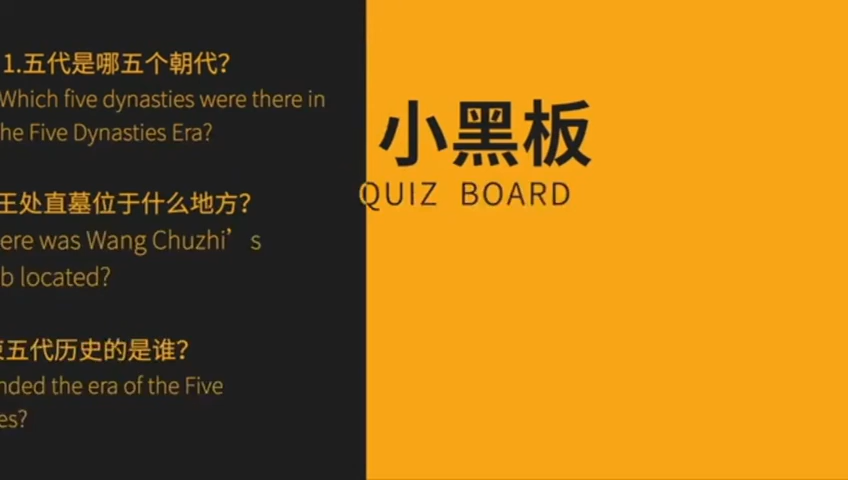 1.五代是哪五个朝代?
Which five dynasties were there in
he Five Dynasties Era?
王处直墓位于什么地方?
ere was Wang Chuzhi's
b located?
五代历史的是谁?
nded the era of the Five
es?
小黑板
QUIZ BOARD